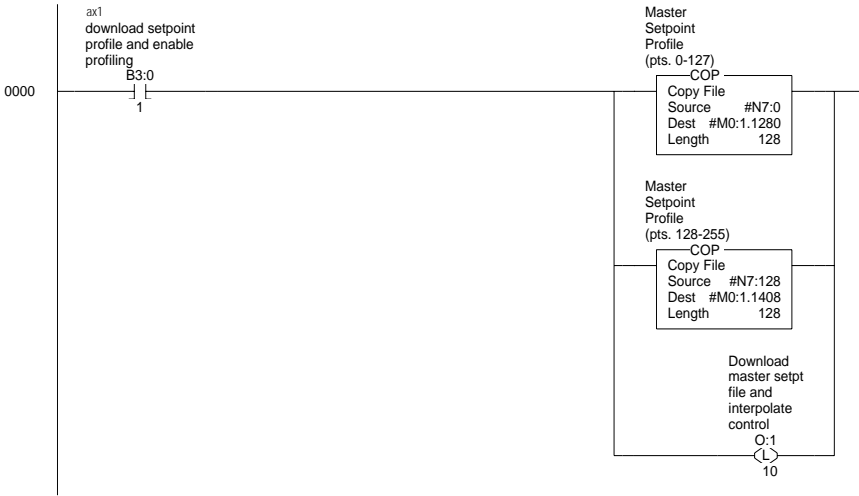 ax1
download setpoint
profile and enable
profiling
B3:0
1
0000
Master
Setpoint
Profile
(pts. 0-127)
COP
Copy File
Source #N7:0
Dest #M0:1.1280
Length 128
Master
Setpoint
Profile
(pts. 128-255)
COP
Copy File
Source #N7:128
Dest #M0:1.1408
Length 128
Download
master setpt
file and
interpolate
control
O:1
L
10